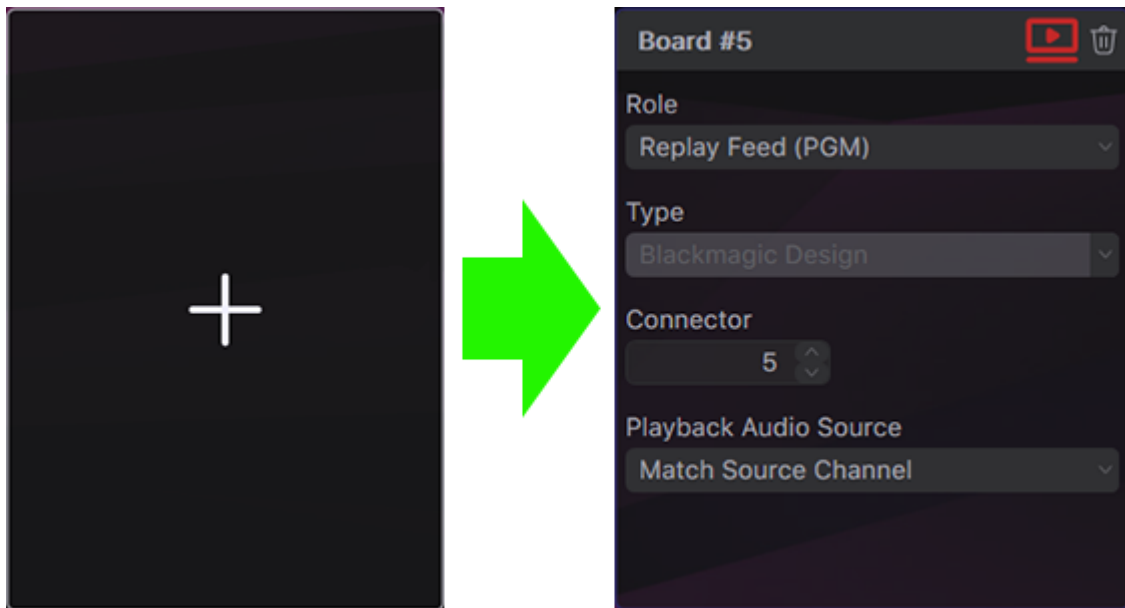 Board #5
Role
Replay Feed (PGM)
Type
Blackmagic Design
Connector
5
Playback Audio Source
Match Source Channel